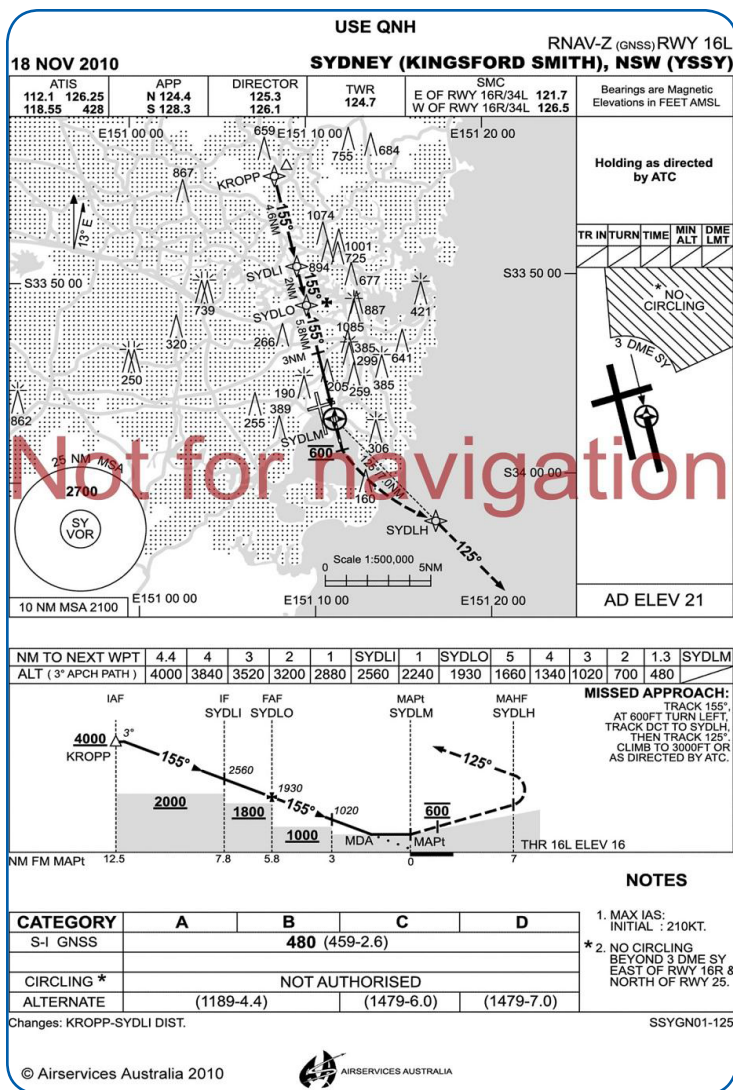 USE QNH
RNAV-Z (GNSS) RWY 16L
18 NOV 2010 SYDNEY (KINGSFORD SMITH), NSW (YSSY)
ATIS APP DIRECTOR TWR SMC
112.1 126.25 N 124.4 125.3 124.7 E OF RWY 16R/34L 121.7
118.55 428 S 128.3 126.1 W OF RWY 16R/34L 126.5
Bearings are Magnetic
Elevations in FEET AMSL
E151 00 00 E151 10 00 E151 20 00
659
755
684
KROPP
867
155°
4.6NM
13° E
1074
1001
725
SYDLI
894
677
S33 50 00 S33 50 00
739
2NM
155°
SYDLO
887
421
320
266
155°
5.8NM
1085
3NM
385
299
641
250
190
205
259
385
862
255
389
SYDLM
306
600
25 NM MSA
2700
SY
VOR
160
125°
7.0NM
S34 00 00
SYDLH
125°
Scale 1:500,000
0 5NM
10 NM MSA 2100
E151 00 00 E151 10 00 E151 20 00
Holding as directed
by ATC
TR IN TURN TIME MIN ALT DME LMT
* NO
CIRCLING
3 DME SY
AD ELEV 21
Not for navigation
NM TO NEXT WPT 4.4 4 3 2 1 SYDLI 1 SYDLO 5 4 3 2 1.3 SYDLM
ALT ( 3° APCH PATH ) 4000 3840 3520 3200 2880 2560 2240 1930 1660 1340 1020 700 480
IAF IF FAF MAPt MAHF
SYDLI SYDLO SYDLM SYDLH
4000 3°
KROPP
155°
2560
1930
155°
1020
125°
2000
1800
1000
600
MDA MAPt
THR 16L ELEV 16
NM FM MAPt 12.5 7.8 5.8 3 0 7
MISSED APPROACH:
TRACK 155°,
AT 600FT TURN LEFT,
TRACK DCT TO SYDLH,
THEN TRACK 125°.
CLIMB TO 3000FT OR
AS DIRECTED BY ATC.
NOTES
1. MAX IAS:
INITIAL : 210KT.
* 2. NO CIRCLING
BEYOND 3 DME SY
EAST OF RWY 16R &
NORTH OF RWY 25.
CATEGORY A B C D
S-I GNSS 480 (459-2.6)
CIRCLING * NOT AUTHORISED
ALTERNATE (1189-4.4) (1479-6.0) (1479-7.0)
Changes: KROPP-SYDLI DIST. SSYGN01-125
© Airservices Australia 2010 AIRSERVICES AUSTRALIA